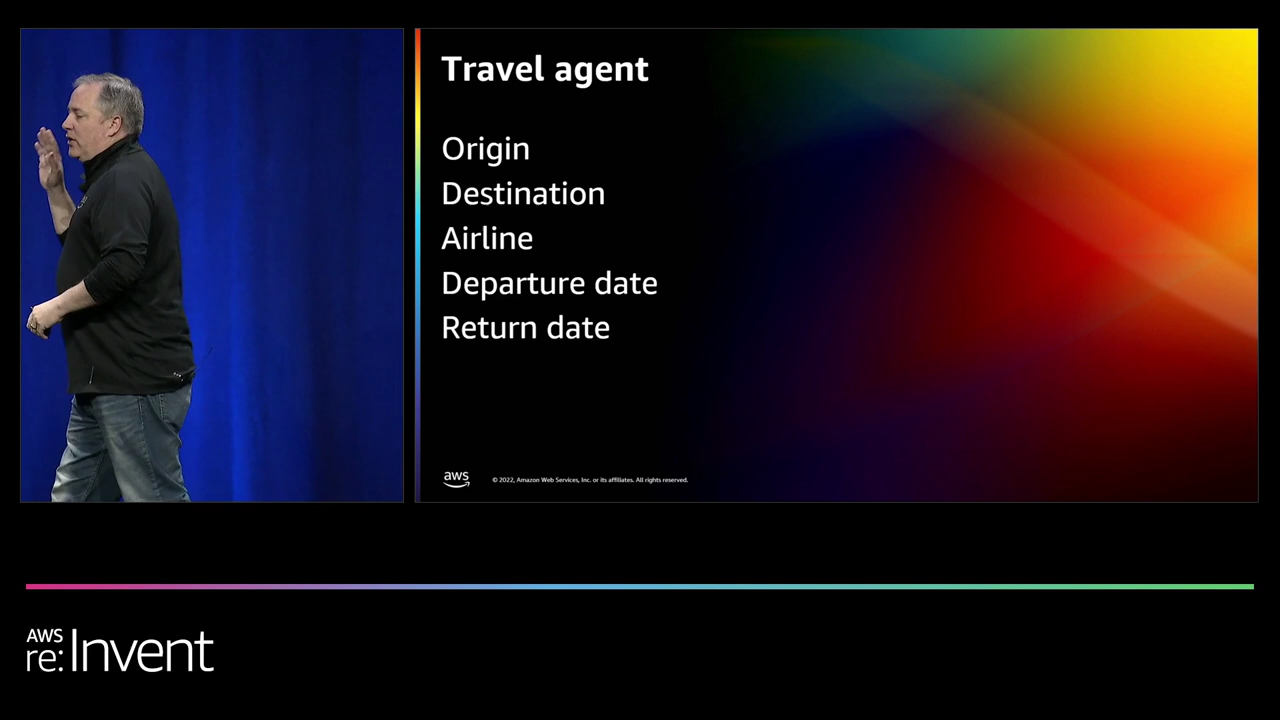 Travel agent
Origin
Destination
Airline
Departure date
Return date
aws
© 2022, Amazon Web Services, Inc. or its affiliates. All rights reserved.
AWS
re:Invent